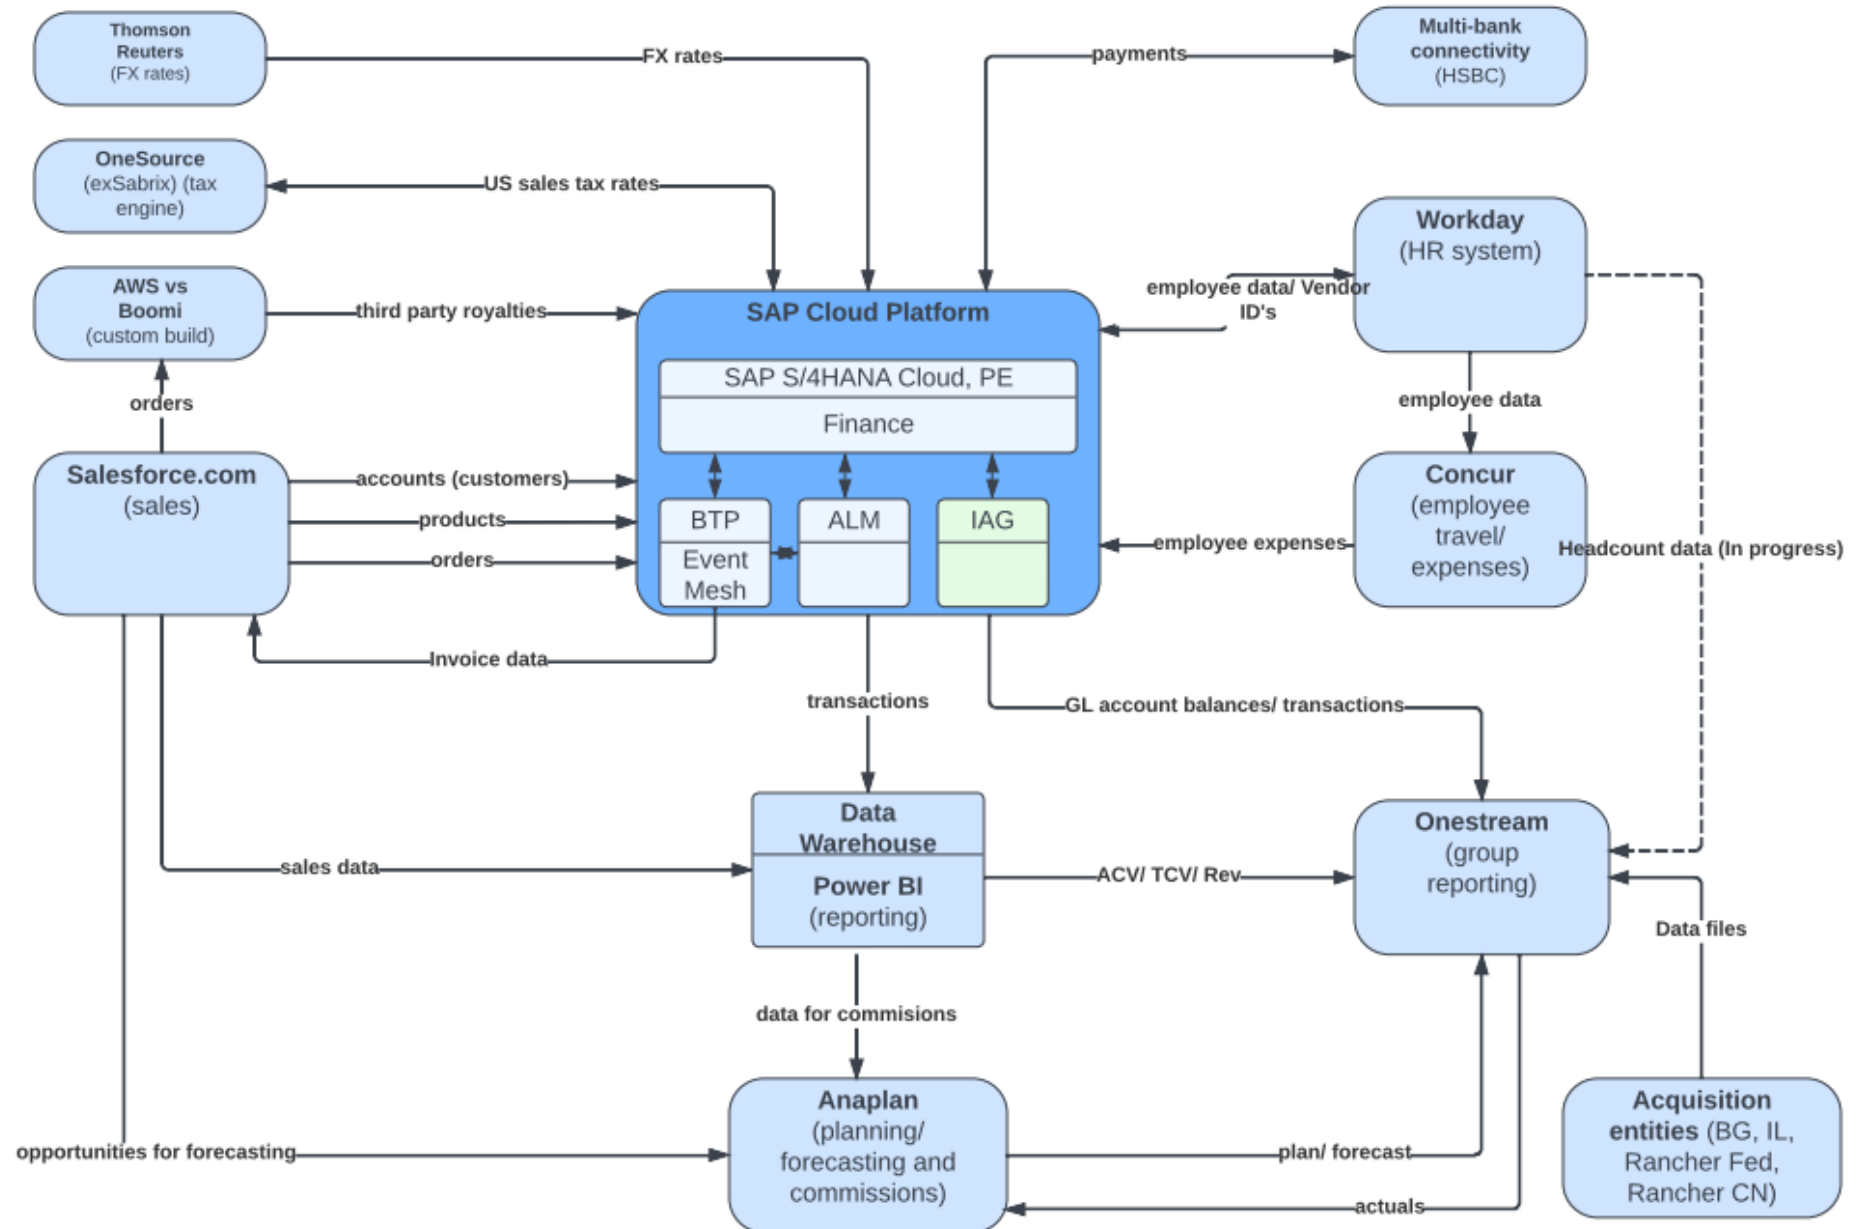 Thomson
Reuters
(FX rates)
FX rates
payments
Multi-bank
connectivity
(HSBC)
OneSource
(exSabrix) (tax
engine)
US sales tax rates
Workday
(HR system)
AWS vs
Boomi
(custom build)
third party royalties
SAP Cloud Platform
employee data/ Vendor
ID's
SAP S/4HANA Cloud, PE
Finance
orders
employee data
Salesforce.com
(sales)
accounts (customers)
products
orders
BTP
Event
Mesh
ALM
IAG
Concur
(employee
travel/
expenses)
employee expenses
Headcount data (In progress)
Invoice data
transactions
GL account balances/ transactions
Data
Warehouse
Power BI
(reporting)
sales data
ACV/ TCV/ Rev
Onestream
(group
reporting)
Data files
data for commisions
Anaplan
(planning/
forecasting and
commissions)
opportunities for forecasting
plan/ forecast
actuals
Acquisition
entities (BG, IL,
Rancher Fed,
Rancher CN)